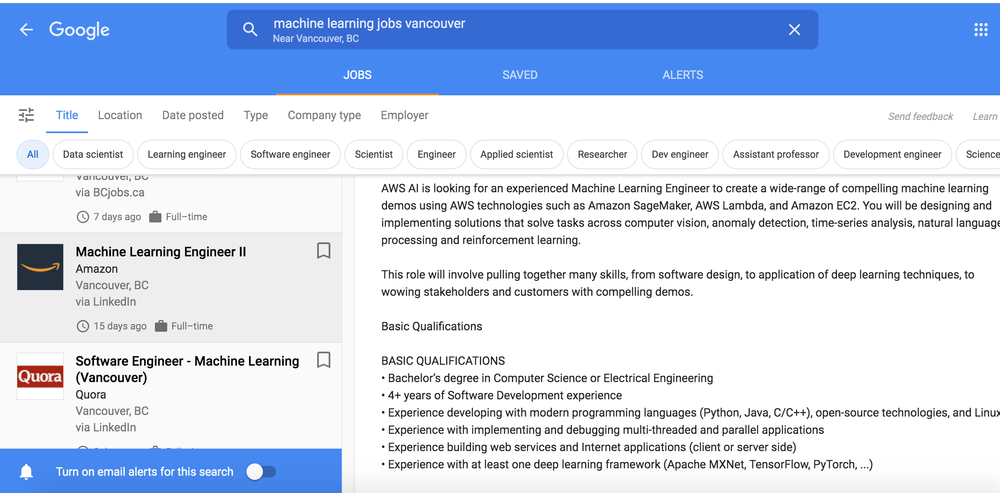 Google
machine learning jobs vancouver
Near Vancouver, BC
JOBS
SAVED
ALERTS
Title
Location
Date posted
Type
Company type
Employer
Send feedback
Learn
All
Data scientist
Learning engineer
Software engineer
Scientist
Engineer
Applied scientist
Researcher
Dev engineer
Assistant professor
Development engineer
Science
Vancouver, BC
via BCjobs.ca
7 days ago
Full-time
Machine Learning Engineer II
Amazon
Vancouver, BC
via LinkedIn
15 days ago
Full-time
Quora
Software Engineer - Machine Learning
(Vancouver)
Quora
Vancouver, BC
via LinkedIn
Turn on email alerts for this search
AWS AI is looking for an experienced Machine Learning Engineer to create a wide-range of compelling machine learning
demos using AWS technologies such as Amazon SageMaker, AWS Lambda, and Amazon EC2. You will be designing and
implementing solutions that solve tasks across computer vision, anomaly detection, time-series analysis, natural language
processing and reinforcement learning.
This role will involve pulling together many skills, from software design, to application of deep learning techniques, to
wowing stakeholders and customers with compelling demos.
Basic Qualifications
BASIC QUALIFICATIONS
• Bachelor's degree in Computer Science or Electrical Engineering
• 4+ years of Software Development experience
• Experience developing with modern programming languages (Python, Java, C/C++), open-source technologies, and Linux
• Experience with implementing and debugging multi-threaded and parallel applications
• Experience building web services and Internet applications (client or server side)
• Experience with at least one deep learning framework (Apache MXNet, TensorFlow, PyTorch, ...)